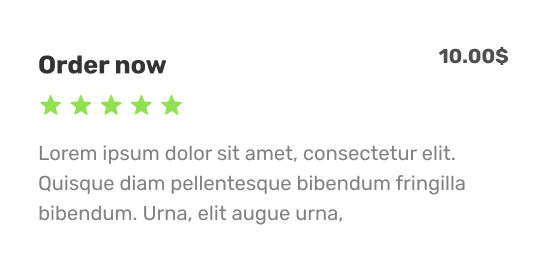 Order now
10.00$
Lorem ipsum dolor sit amet, consectetur elit.
Quisque diam pellentesque bibendum fringilla
bibendum. Urna, elit augue urna,